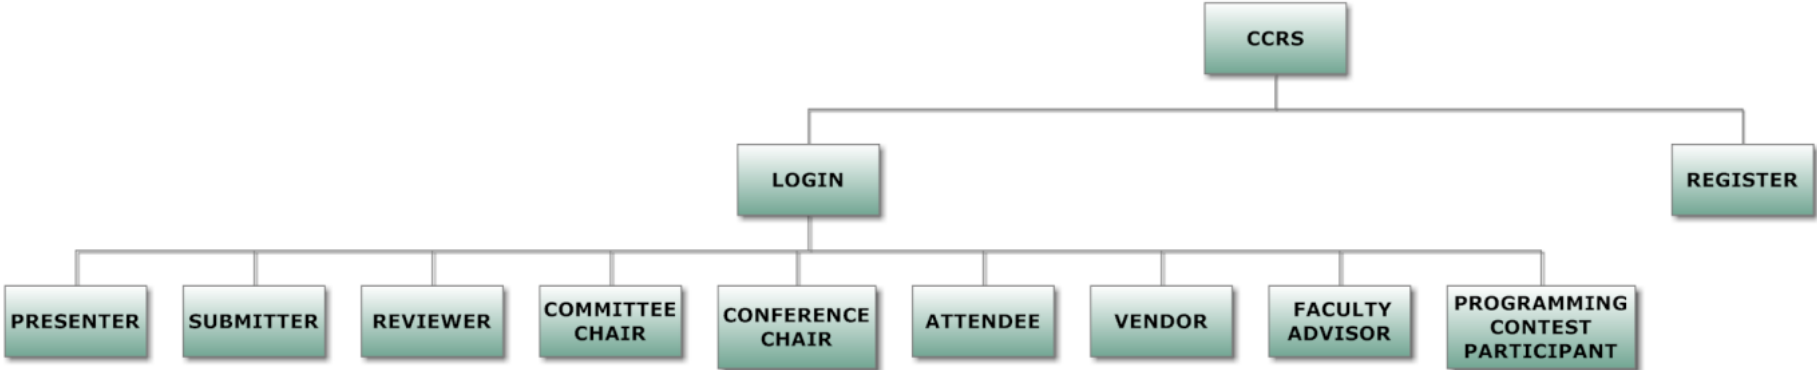 CCRS
LOGIN
REGISTER
PRESENTER
SUBMITTER
REVIEWER
COMMITTEE
CHAIR
CONFERENCE
CHAIR
ATTENDEE
VENDOR
FACULTY
ADVISOR
PROGRAMMING
CONTEST
PARTICIPANT